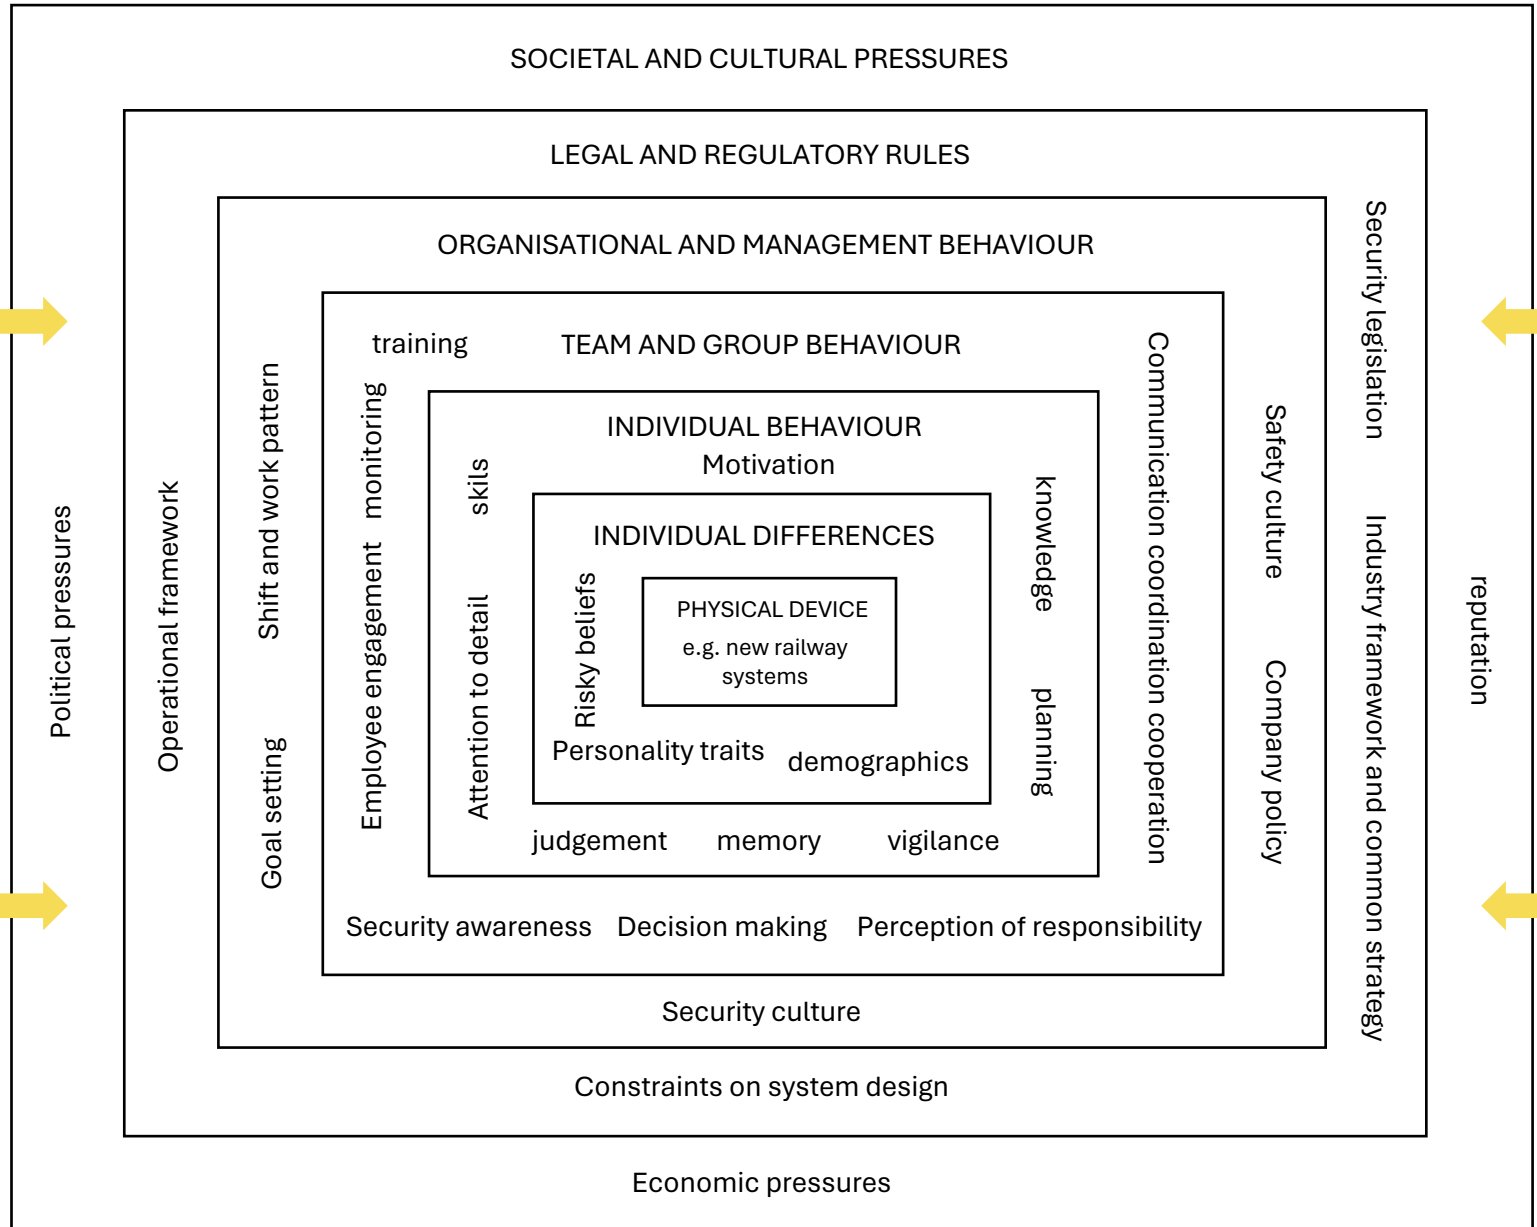 SOCIETAL AND CULTURAL PRESSURES
LEGAL AND REGULATORY RULES
ORGANISATIONAL AND MANAGEMENT BEHAVIOUR
TEAM AND GROUP BEHAVIOUR
training
monitoring
Employee engagement
INDIVIDUAL BEHAVIOUR
Motivation
skils
Attention to detail
INDIVIDUAL DIFFERENCES
Risky beliefs
PHYSICAL DEVICE
e.g. new railway
systems
Personality traits
demographics
knowledge
planning
judgement
memory
vigilance
Communication coordination cooperation
Security awareness
Decision making
Perception of responsibility
Shift and work pattern
Goal setting
Safety culture
Company policy
Security culture
Operational framework
Security legislation
Industry framework and common strategy
Constraints on system design
Political pressures
reputation
Economic pressures